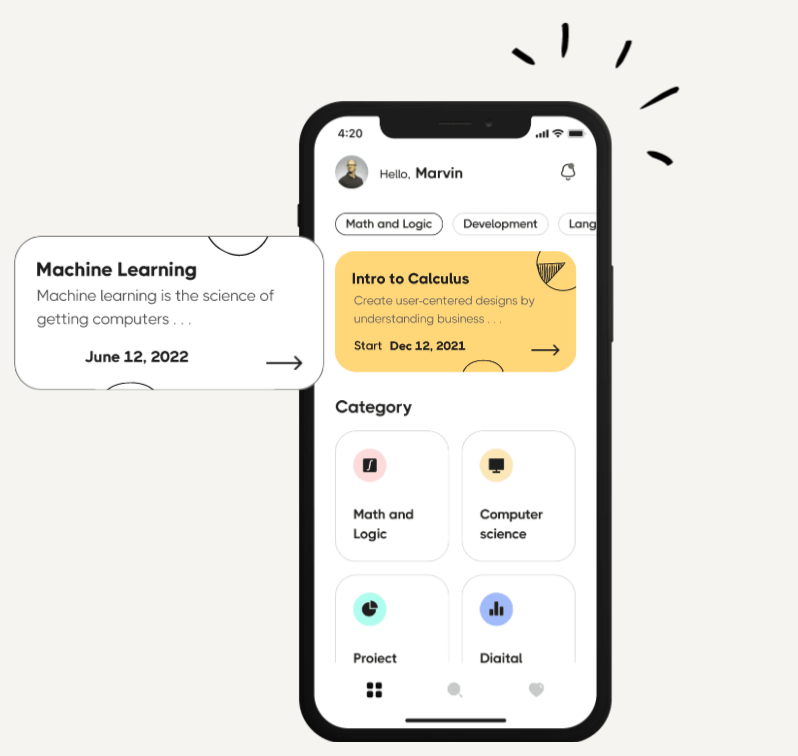 4:20
Hello, Marvin
Math and Logic
Development
Lang
Machine Learning
Machine learning is the science of
getting computers . . .
June 12, 2022
Intro to Calculus
Create user-centered designs by
understanding business . . .
Start Dec 12, 2021
Category
Math and
Logic
Computer
science
Project
Digital